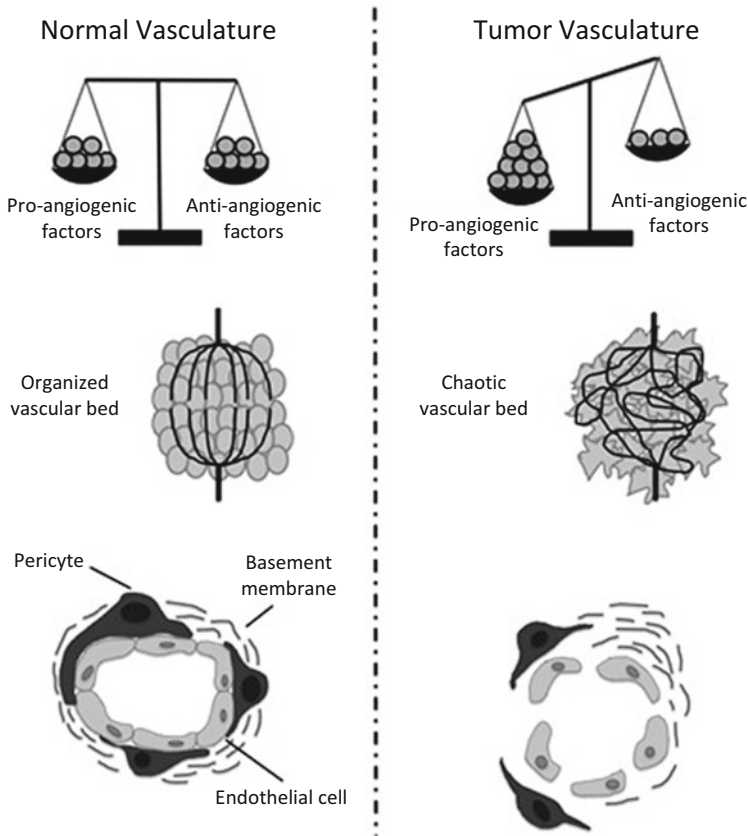 Normal Vasculature
Pro-angiogenic
factors
Anti-angiogenic
factors
Organized
vascular bed
Pericyte
Basement
membrane
Endothelial cell
Tumor Vasculature
Pro-angiogenic
factors
Anti-angiogenic
factors
Chaotic
vascular bed